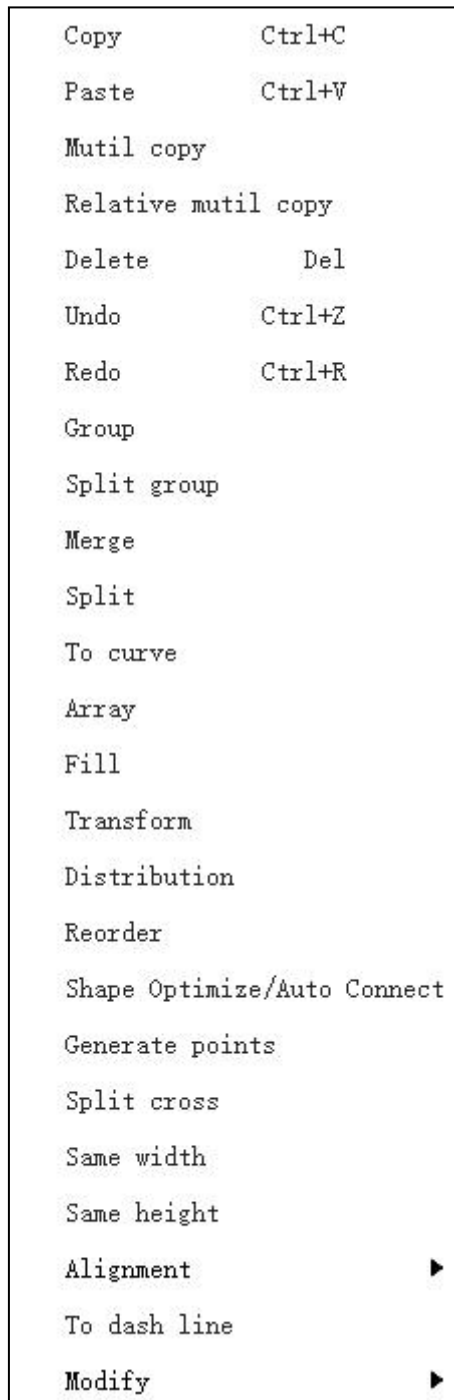 Copy Ctrl+C
Paste Ctrl+V
Mutil copy
Relative mutil copy
Delete Del
Undo Ctrl+Z
Redo Ctrl+R
Group
Split group
Merge
Split
To curve
Array
Fill
Transform
Distribution
Reorder
Shape Optimize/Auto Connect
Generate points
Split cross
Same width
Same height
Alignment
To dash line
Modify